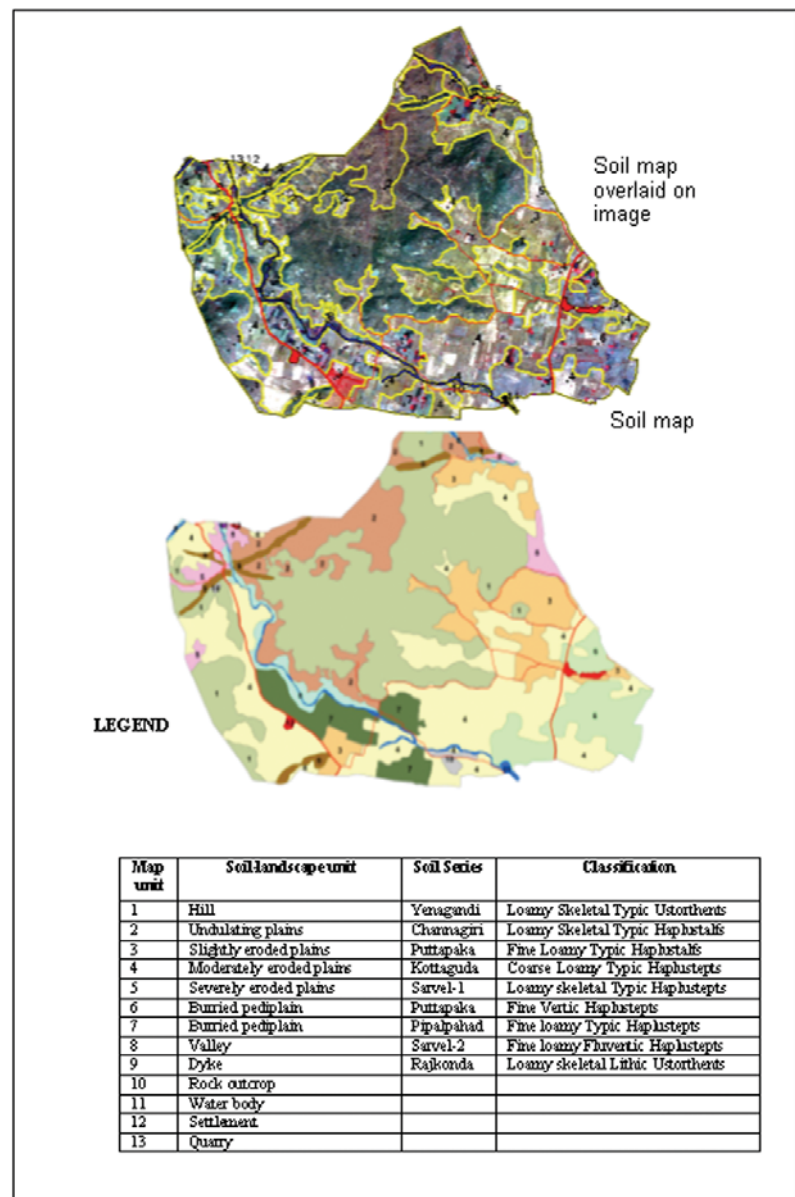 Soil map
overlaid on
image
Soil map
LEGEND
Map unit Soil-landscape unit Soil Series Classification
1 Hill Yenagandi Loamy Skeletal Typic Ustorthents
2 Undulating plains Channagiri Loamy Skeletal Typic Haplustalfs
3 Slightly eroded plains Puttapaka Fine Loamy Typic Haplustalfs
4 Moderately eroded plains Kottaguda Coarse Loamy Typic Haplustepts
5 Severely eroded plains Sarvel-1 Loamy skeletal Typic Haplustepts
6 Burried pediplain Puttapaka Fine Vertic Haplustepts
7 Burried pediplain Pipalpahad Fine loamy Typic Haplustepts
8 Valley Sarvel-2 Fine loamy Fluventic Haplustepts
9 Dyke Rajkonda Loamy skeletal Lithic Ustorthents
10 Rock outcrop
11 Water body
12 Settlement
13 Quarry